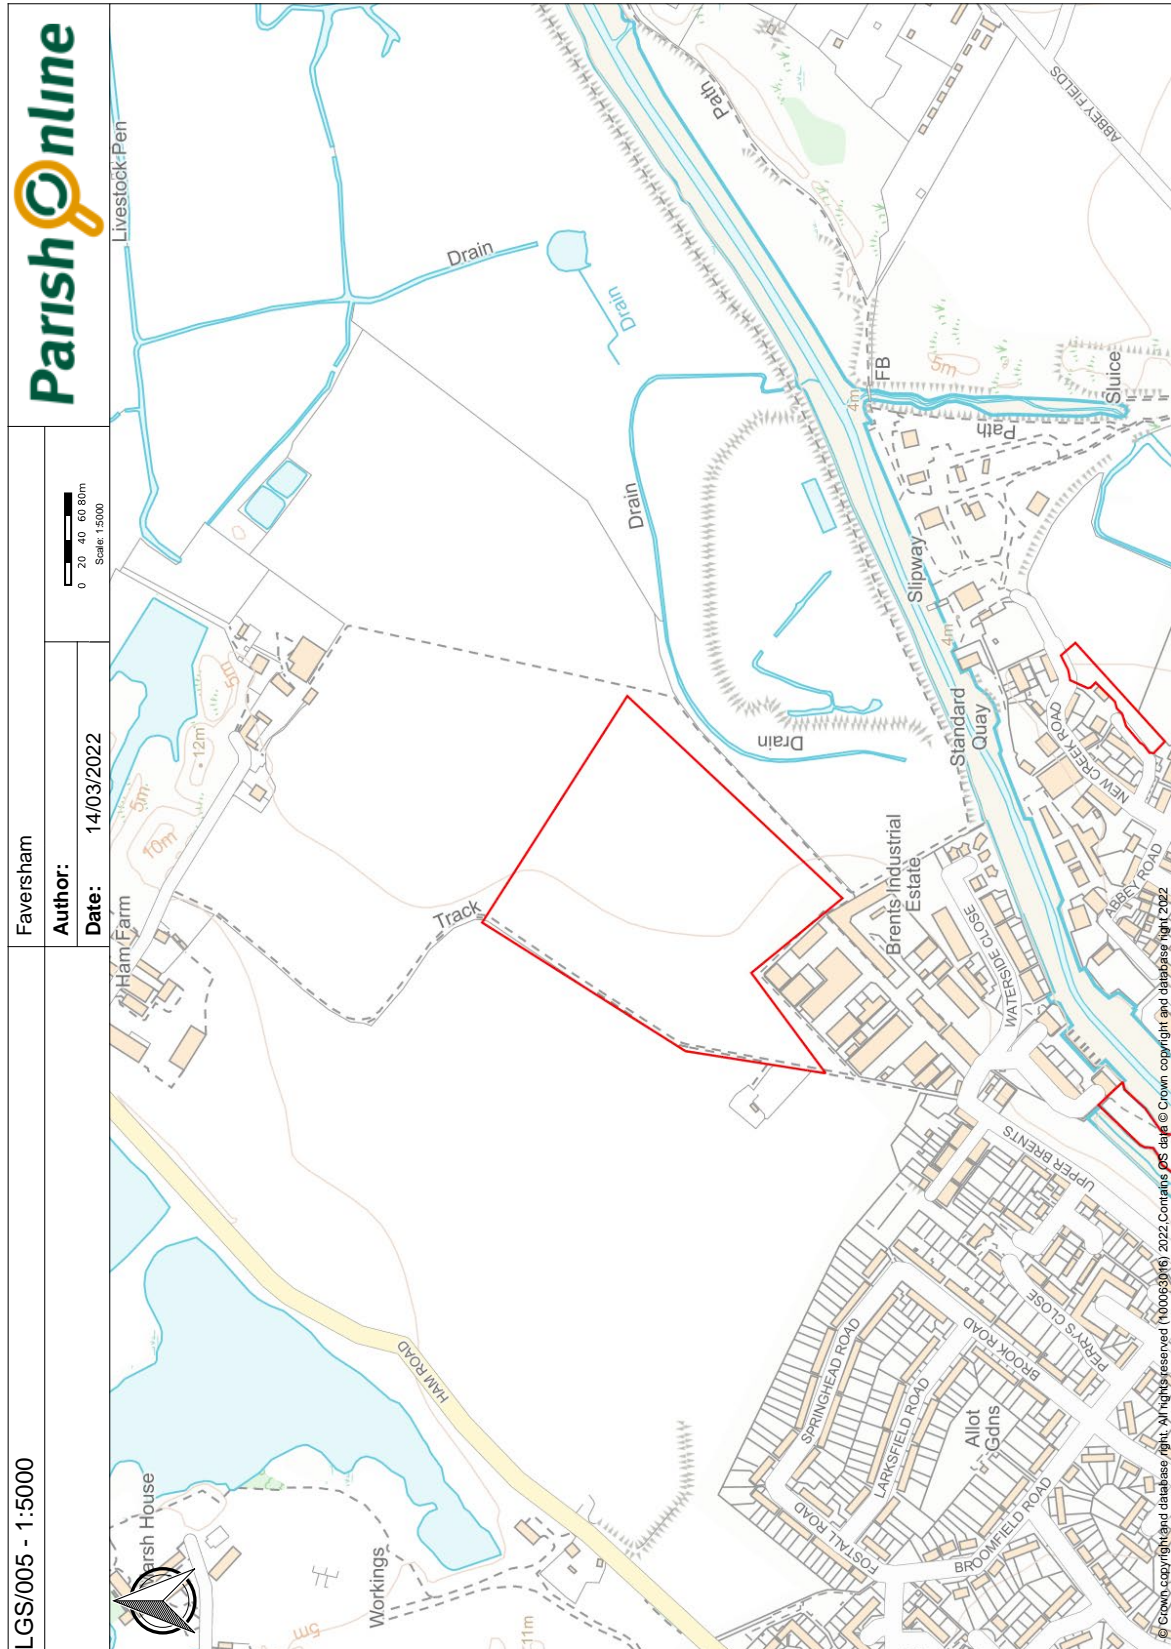 LGS/005 - 1:5000
Faversham
Author:
Date: 14/03/2022
0 20 40 60 80m
Scale: 1:5000
Parish Online
Livestock Pen
Drain
Drain
Drain
Drain
Path
ABBEY FIELDS
FB
5m
4m
Path
Sluice
Slipway
4m
Standard
Quay
NEW CREEK ROAD
ABBEY ROAD
Brents Industrial
Estate
WATERSIDE CLOSE
UPPER BRENTS
PERRY'S CLOSE
BROOK ROAD
SPRINGHEAD ROAD
LARKSFIELD ROAD
Allot
Gdns
FOSTALL ROAD
BROOMFIELD ROAD
HAM ROAD
Track
Ham Farm
10m
5m
12m
5m
arsh House
Workings
5m
11m
© Crown copyright and database right. All rights reserved (100063016) 2022 Contains OS data © Crown copyright and database right 2022